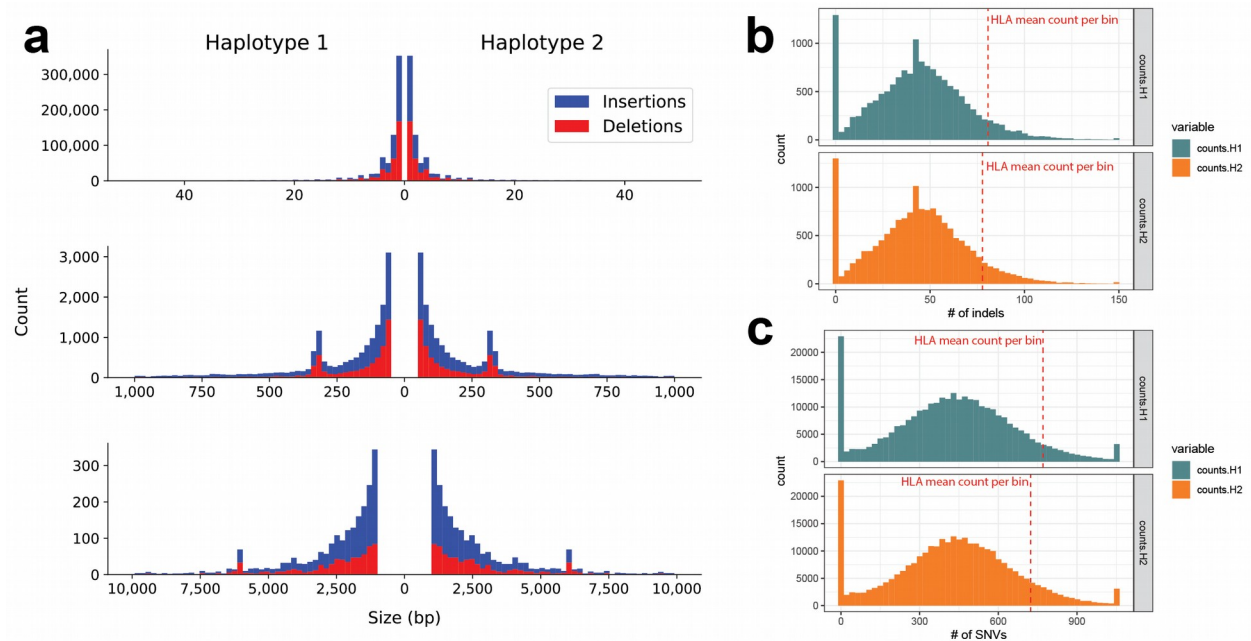 a
Haplotype 1
Haplotype 2
Insertions
Deletions
300,000
200,000
100,000
0
40
20
0
20
40
3,000
2,000
1,000
0
1,000
750
500
250
0
250
500
750
1,000
Count
300
200
100
0
10,000
7,500
5,000
2,500
0
2,500
5,000
7,500
10,000
Size (bp)
b
HLA mean count per bin
1000
500
0
counts.H1
HLA mean count per bin
1000
500
0
counts.H2
count
0
50
100
150
# of indels
variable
counts.H1
counts.H2
c
HLA mean count per bin
20000
15000
10000
5000
0
counts.H1
HLA mean count per bin
20000
15000
10000
5000
0
counts.H2
count
0
300
600
900
# of SNVs
variable
counts.H1
counts.H2